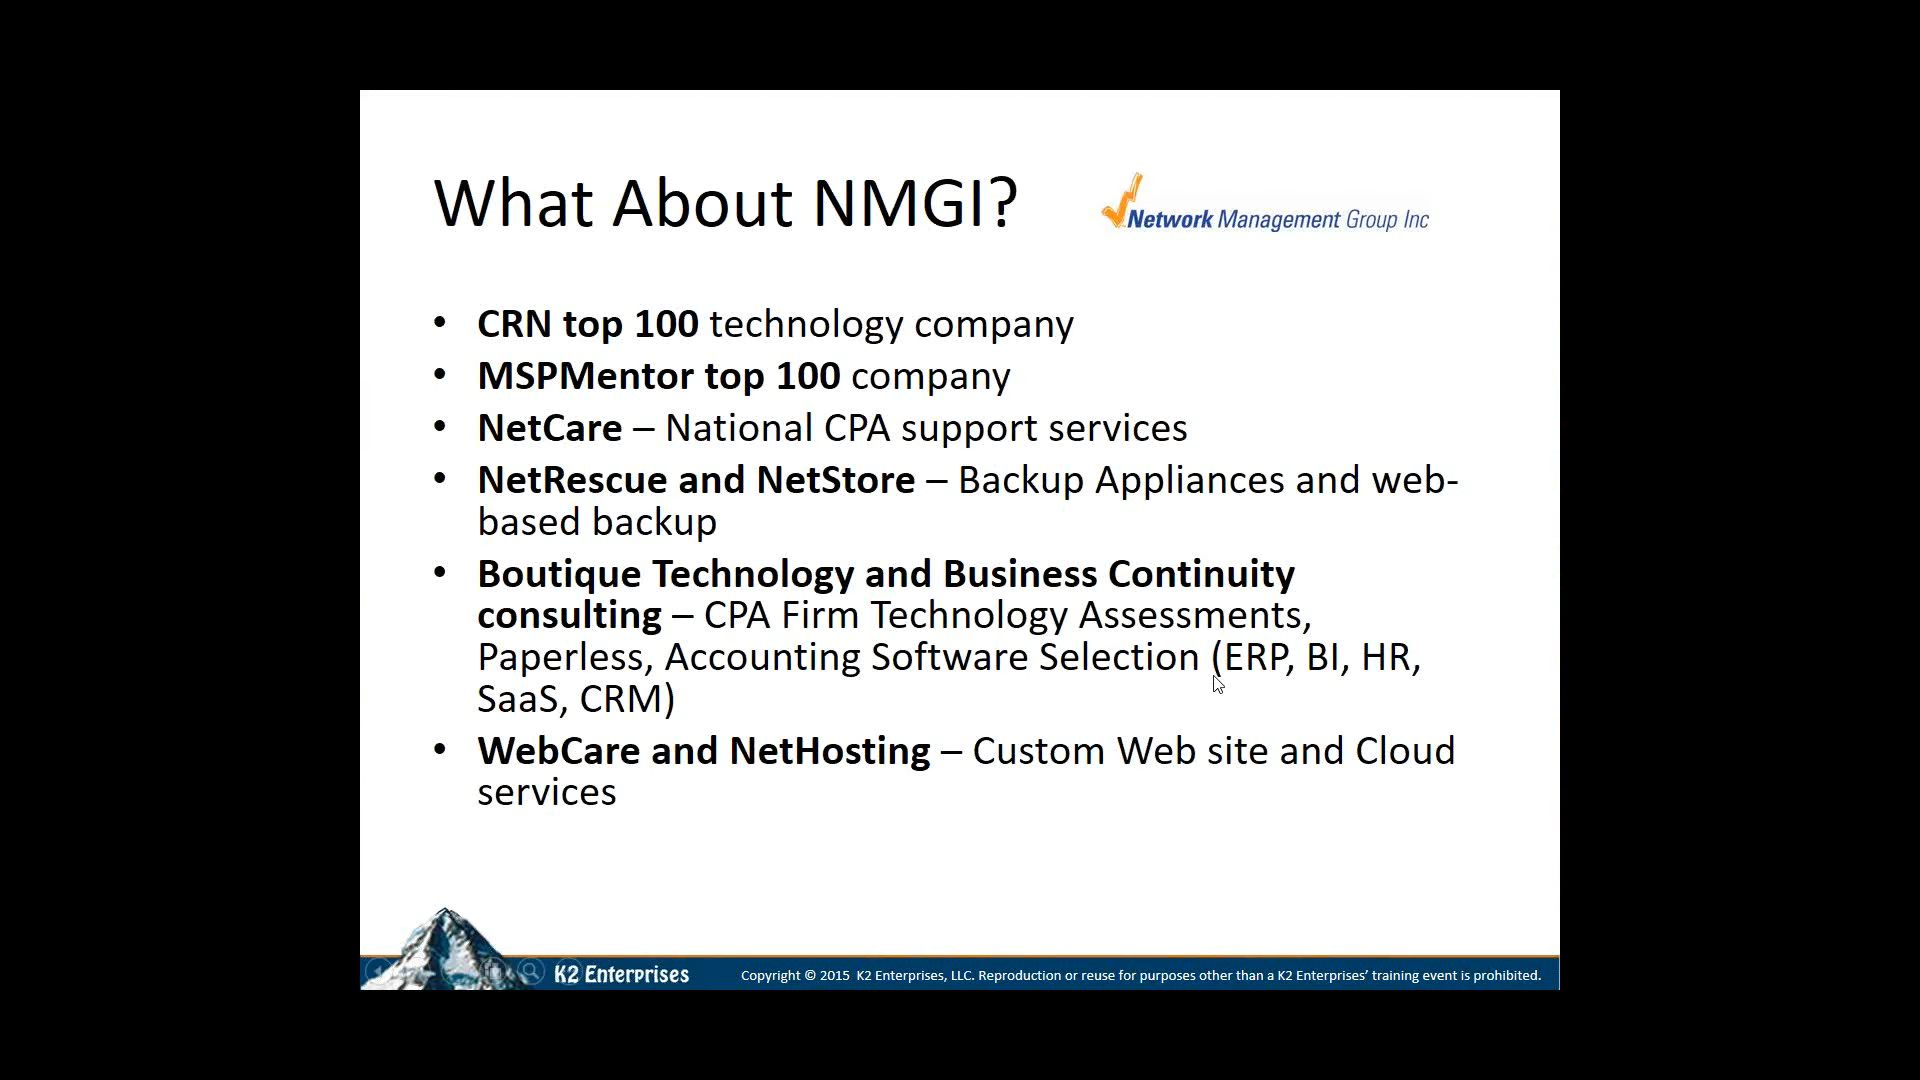 What About NMGI?
Network Management Group Inc
• CRN top 100 technology company
• MSPMentor top 100 company
• NetCare – National CPA support services
• NetRescue and NetStore – Backup Appliances and web-
based backup
• Boutique Technology and Business Continuity
consulting – CPA Firm Technology Assessments,
Paperless, Accounting Software Selection (ERP, BI, HR,
SaaS, CRM)
• WebCare and NetHosting – Custom Web site and Cloud
services
K2 Enterprises
Copyright © 2015 K2 Enterprises, LLC. Reproduction or reuse for purposes other than a K2 Enterprises’ training event is prohibited.